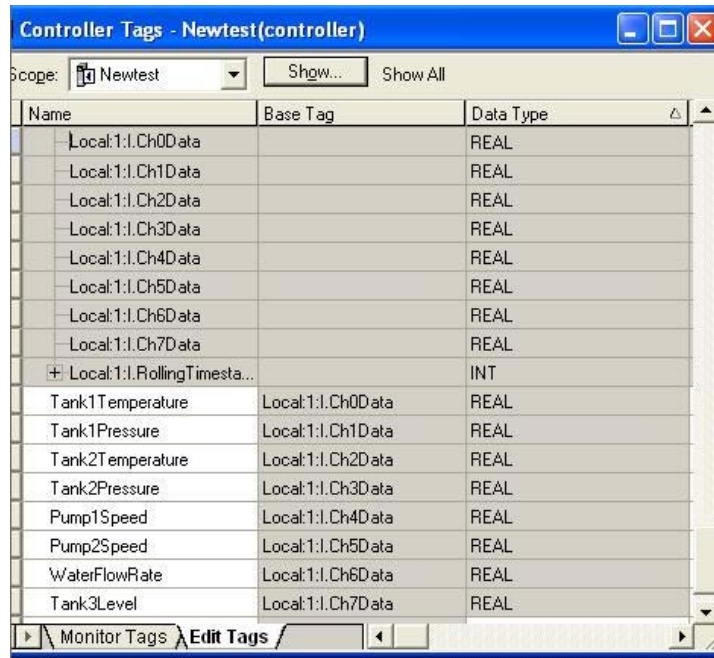 Controller Tags - Newtest(controller)
Scope: Newtest Show... Show All
Name Base Tag Data Type
Local:1:I.Ch0Data REAL
Local:1:I.Ch1Data REAL
Local:1:I.Ch2Data REAL
Local:1:I.Ch3Data REAL
Local:1:I.Ch4Data REAL
Local:1:I.Ch5Data REAL
Local:1:I.Ch6Data REAL
Local:1:I.Ch7Data REAL
Local:1:I.RollingTimesta... INT
Tank1Temperature Local:1:I.Ch0Data REAL
Tank1Pressure Local:1:I.Ch1Data REAL
Tank2Temperature Local:1:I.Ch2Data REAL
Tank2Pressure Local:1:I.Ch3Data REAL
Pump1Speed Local:1:I.Ch4Data REAL
Pump2Speed Local:1:I.Ch5Data REAL
WaterFlowRate Local:1:I.Ch6Data REAL
Tank3Level Local:1:I.Ch7Data REAL
Monitor Tags Edit Tags